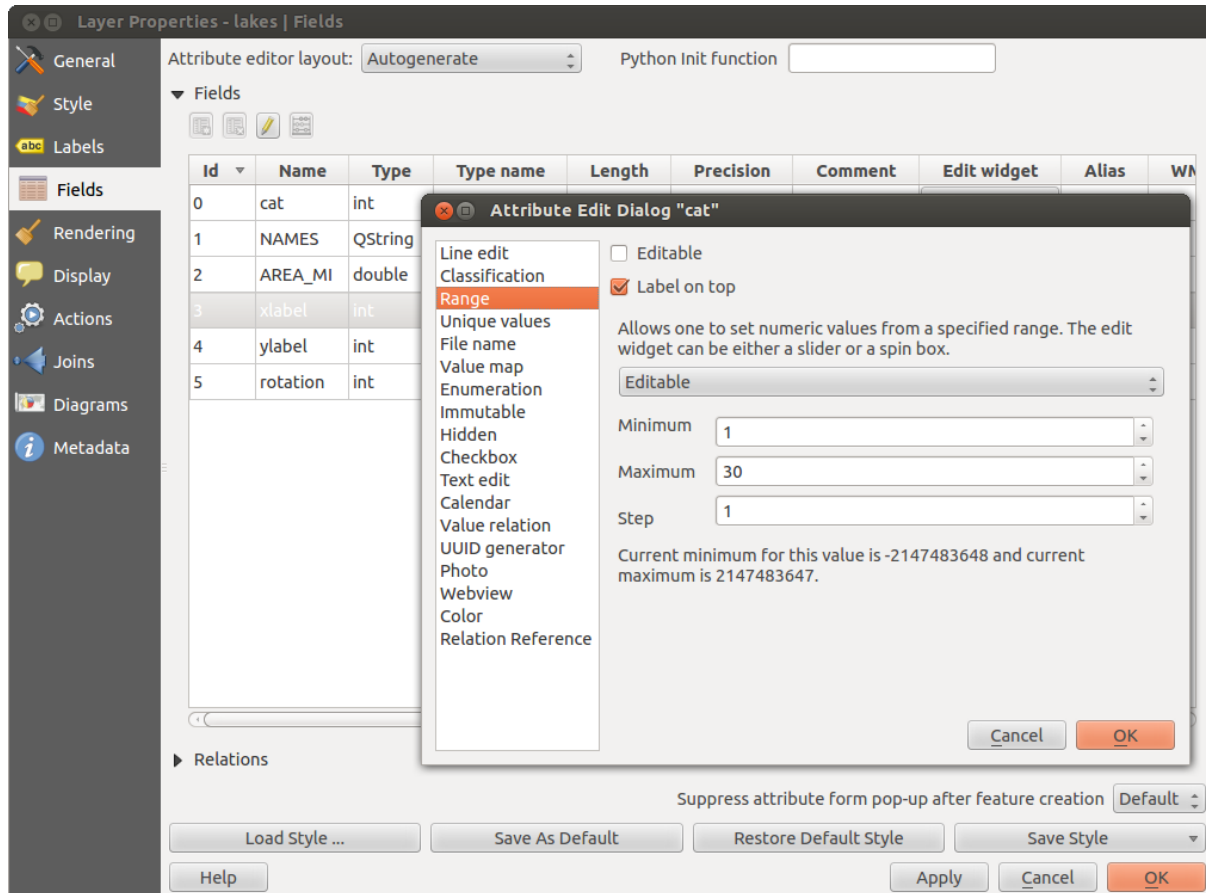 Layer Properties - lakes | Fields
General
Style
Labels
Fields
Rendering
Display
Actions
Joins
Diagrams
Metadata
Attribute editor layout: Autogenerate Python Init function
Fields
Id Name Type Type name Length Precision Comment Edit widget Alias WM
0 cat int
1 NAMES QString
2 AREA_MI double
3 xlabel int
4 ylabel int
5 rotation int
Attribute Edit Dialog "cat"
Line edit
Classification
Range
Unique values
File name
Value map
Enumeration
Immutable
Hidden
Checkbox
Text edit
Calendar
Value relation
UUID generator
Photo
Webview
Color
Relation Reference
Editable
Label on top
Allows one to set numeric values from a specified range. The edit
widget can be either a slider or a spin box.
Editable
Minimum 1
Maximum 30
Step 1
Current minimum for this value is -2147483648 and current
maximum is 2147483647.
Cancel OK
Relations
Suppress attribute form pop-up after feature creation Default
Load Style ... Save As Default Restore Default Style Save Style
Help Apply Cancel OK